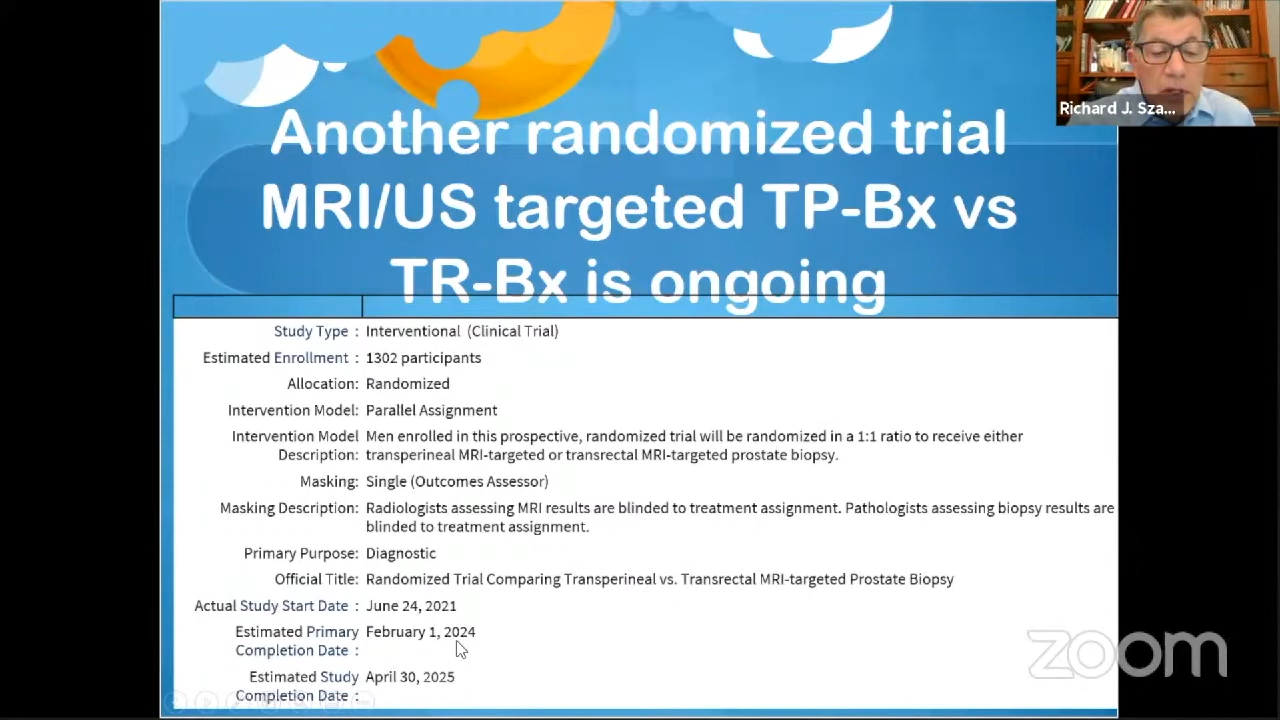 Another randomized trial
MRI/US targeted TP-Bx vs
TR-Bx is ongoing
Richard J. Sza...
Study Type : Interventional (Clinical Trial)
Estimated Enrollment : 1302 participants
Allocation: Randomized
Intervention Model: Parallel Assignment
Intervention Model Men enrolled in this prospective, randomized trial will be randomized in a 1:1 ratio to receive either
Description: transperineal MRI-targeted or transrectal MRI-targeted prostate biopsy.
Masking: Single (Outcomes Assessor)
Masking Description: Radiologists assessing MRI results are blinded to treatment assignment. Pathologists assessing biopsy results are
blinded to treatment assignment.
Primary Purpose: Diagnostic
Official Title: Randomized Trial Comparing Transperineal vs. Transrectal MRI-targeted Prostate Biopsy
Actual Study Start Date : June 24, 2021
Estimated Primary February 1, 2024
Completion Date :
Estimated Study April 30, 2025
Completion Date :
zoom